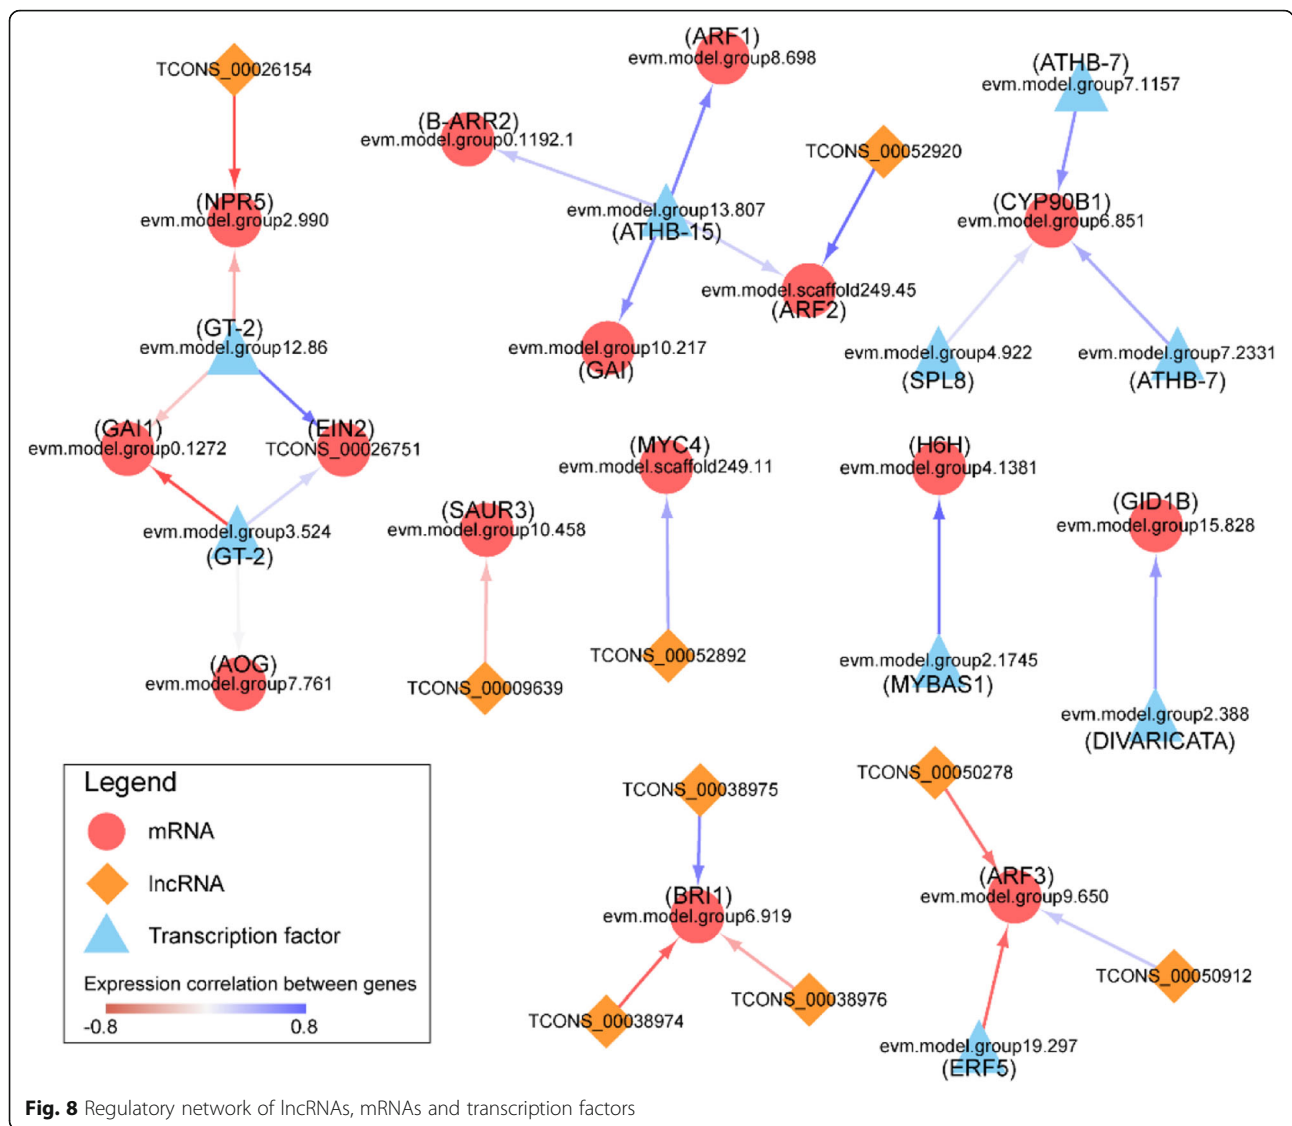 TCONS_00026154
(NPR5)
evm.model.group2.990
(GT-2)
evm.model.group12.86
(GAI1)
evm.model.group0.1272
(EIN2)
TCONS_00026751
evm.model.group3.524
(GT-2)
(AOG)
evm.model.group7.761
(ARF1)
evm.model.group8.698
(B-ARR2)
evm.model.group0.1192.1
TCONS_00052920
evm.model.group13.807
(ATHB-15)
evm.model.scaffold249.45
(ARF2)
evm.model.group10.217
(GAI)
(ATHB-7)
evm.model.group7.1157
(CYP90B1)
evm.model.group6.851
evm.model.group4.922
(SPL8)
evm.model.group7.2331
(ATHB-7)
(SAUR3)
evm.model.group10.458
TCONS_00009639
(MYC4)
evm.model.scaffold249.11
TCONS_00052892
(H6H)
evm.model.group4.1381
evm.model.group2.1745
(MYBAS1)
(GID1B)
evm.model.group15.828
evm.model.group2.388
(DIVARICATA)
Legend
mRNA
lncRNA
Transcription factor
Expression correlation between genes
-0.8 0.8
TCONS_00038975
(BRI1)
evm.model.group6.919
TCONS_00038974
TCONS_00038976
TCONS_00050278
(ARF3)
evm.model.group9.650
TCONS_00050912
evm.model.group19.297
(ERF5)
Fig. 8 Regulatory network of lncRNAs, mRNAs and transcription factors